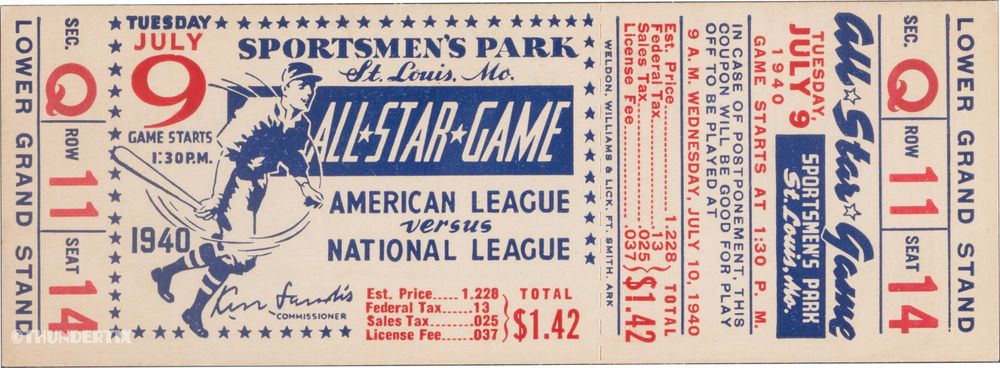 LOWER GRAND STAND
SEC.
Q
ROW
11
SEAT
14
TUESDAY
JULY
9
GAME STARTS
1:30 P.M.
1940
SPORTSMEN'S PARK
St. Louis, Mo.
ALL★STAR★GAME
AMERICAN LEAGUE
versus
NATIONAL LEAGUE
Ken Landis
COMMISSIONER
Est. Price.....1.228
Federal Tax.....13
Sales Tax.......025
License Fee.....037
TOTAL
$1.42
WELDON, WILLIAMS & LICK, FT. SMITH, ARK
Est. Price.......1.228
Federal Tax.......13
Sales Tax.........025
License Fee.......037
TOTAL
$1.42
IN CASE OF POSTPONEMENT, THIS
COUPON WILL BE GOOD FOR PLAY
OFF TO BE PLAYED AT
9 A.M. WEDNESDAY, JULY 10, 1940
All★Star★Game
TUESDAY,
JULY 9
1940
SPORTSMEN'S PARK
St. Louis, Mo.
GAME STARTS AT 1:30 P. M.
LOWER GRAND STAND
SEC.
Q
ROW
11
SEAT
14
©THUNDERTIX